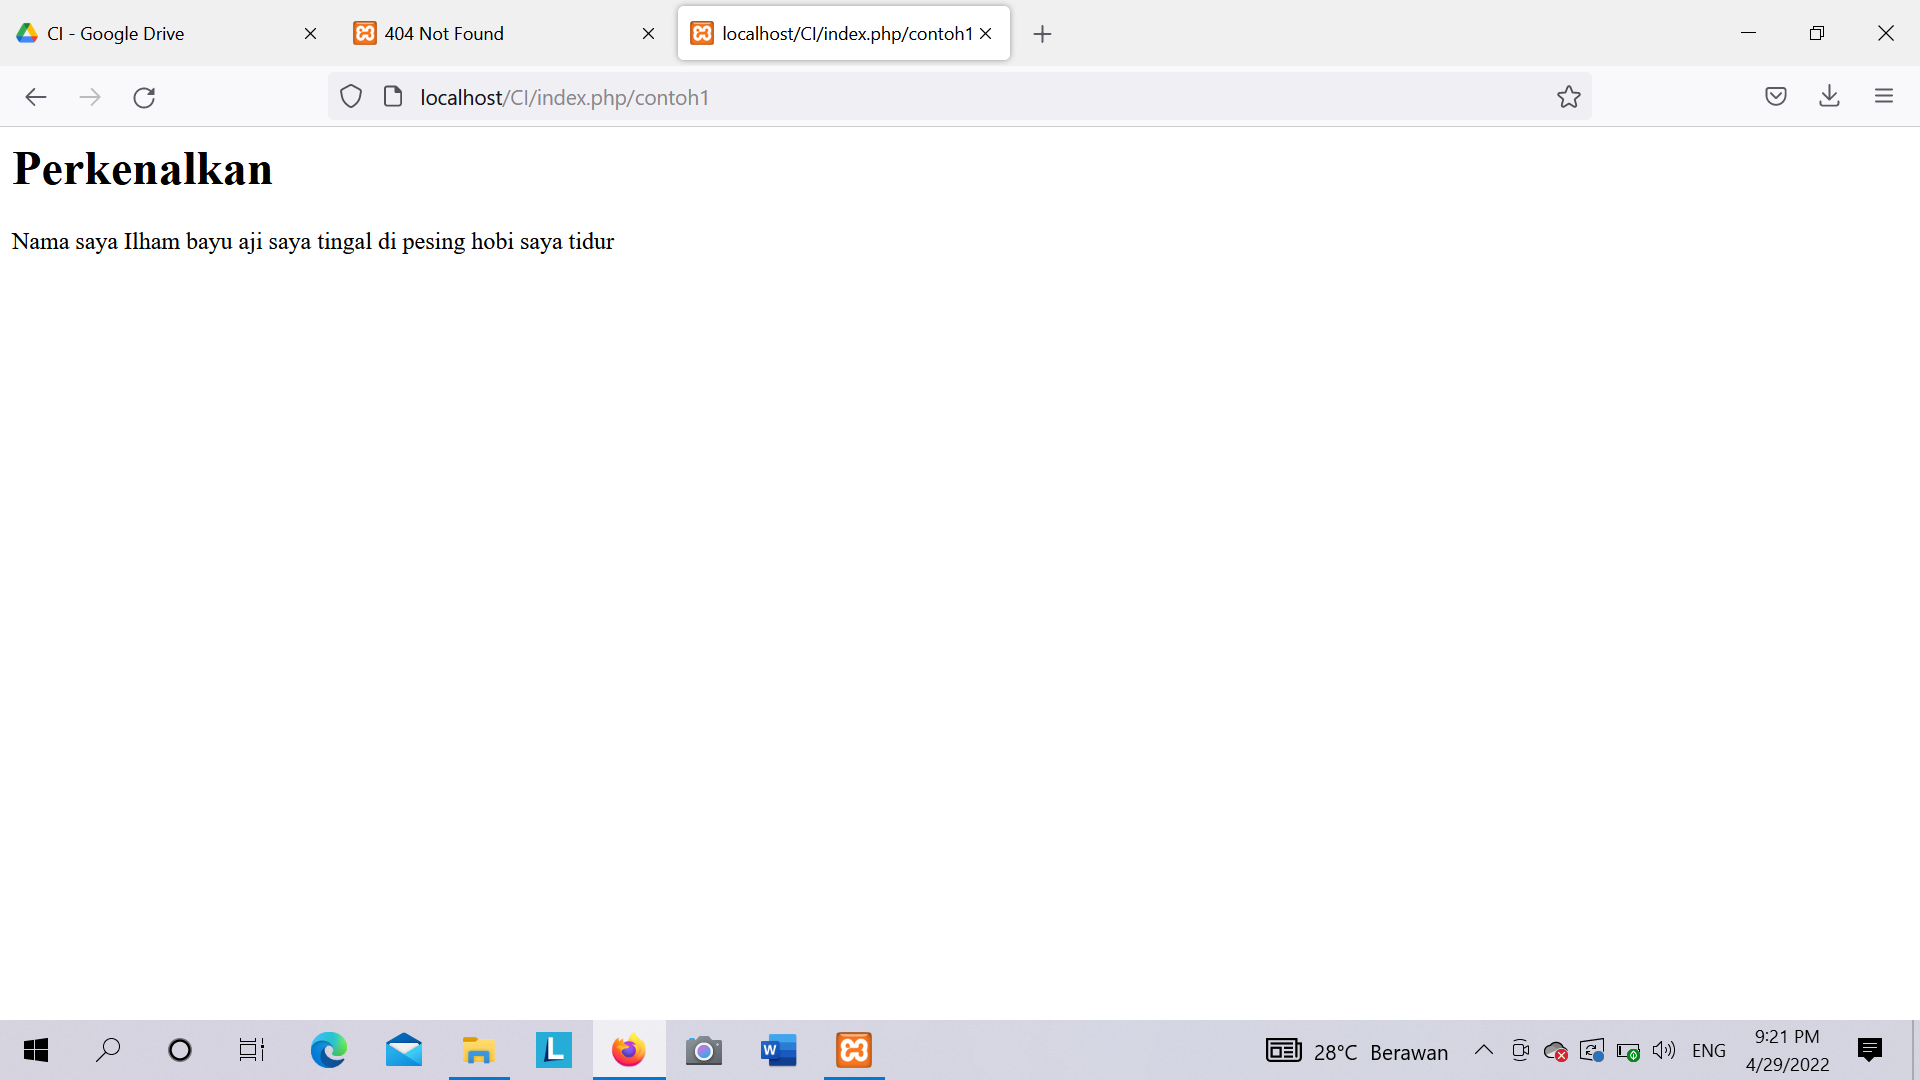 CI - Google Drive
404 Not Found
localhost/CI/index.php/contoh1
localhost/CI/index.php/contoh1
Perkenalkan
Nama saya Ilham bayu aji saya tingal di pesing hobi saya tidur
28°C Berawan
ENG
9:21 PM
4/29/2022